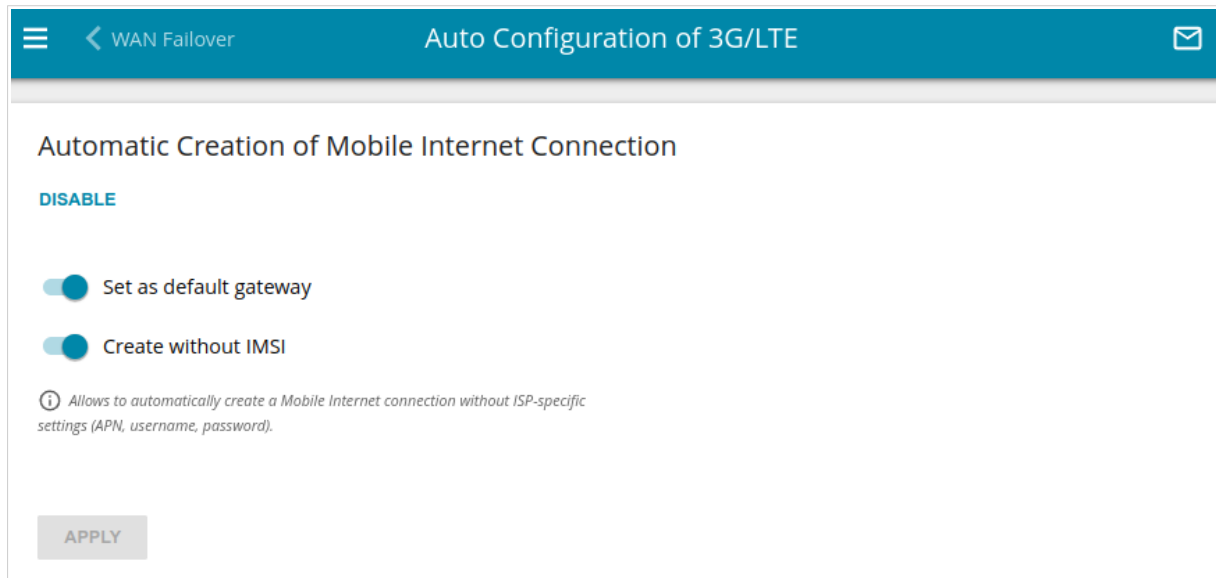 WAN Failover
Auto Configuration of 3G/LTE
Automatic Creation of Mobile Internet Connection
DISABLE
Set as default gateway
Create without IMSI
Allows to automatically create a Mobile Internet connection without ISP-specific
settings (APN, username, password).
APPLY